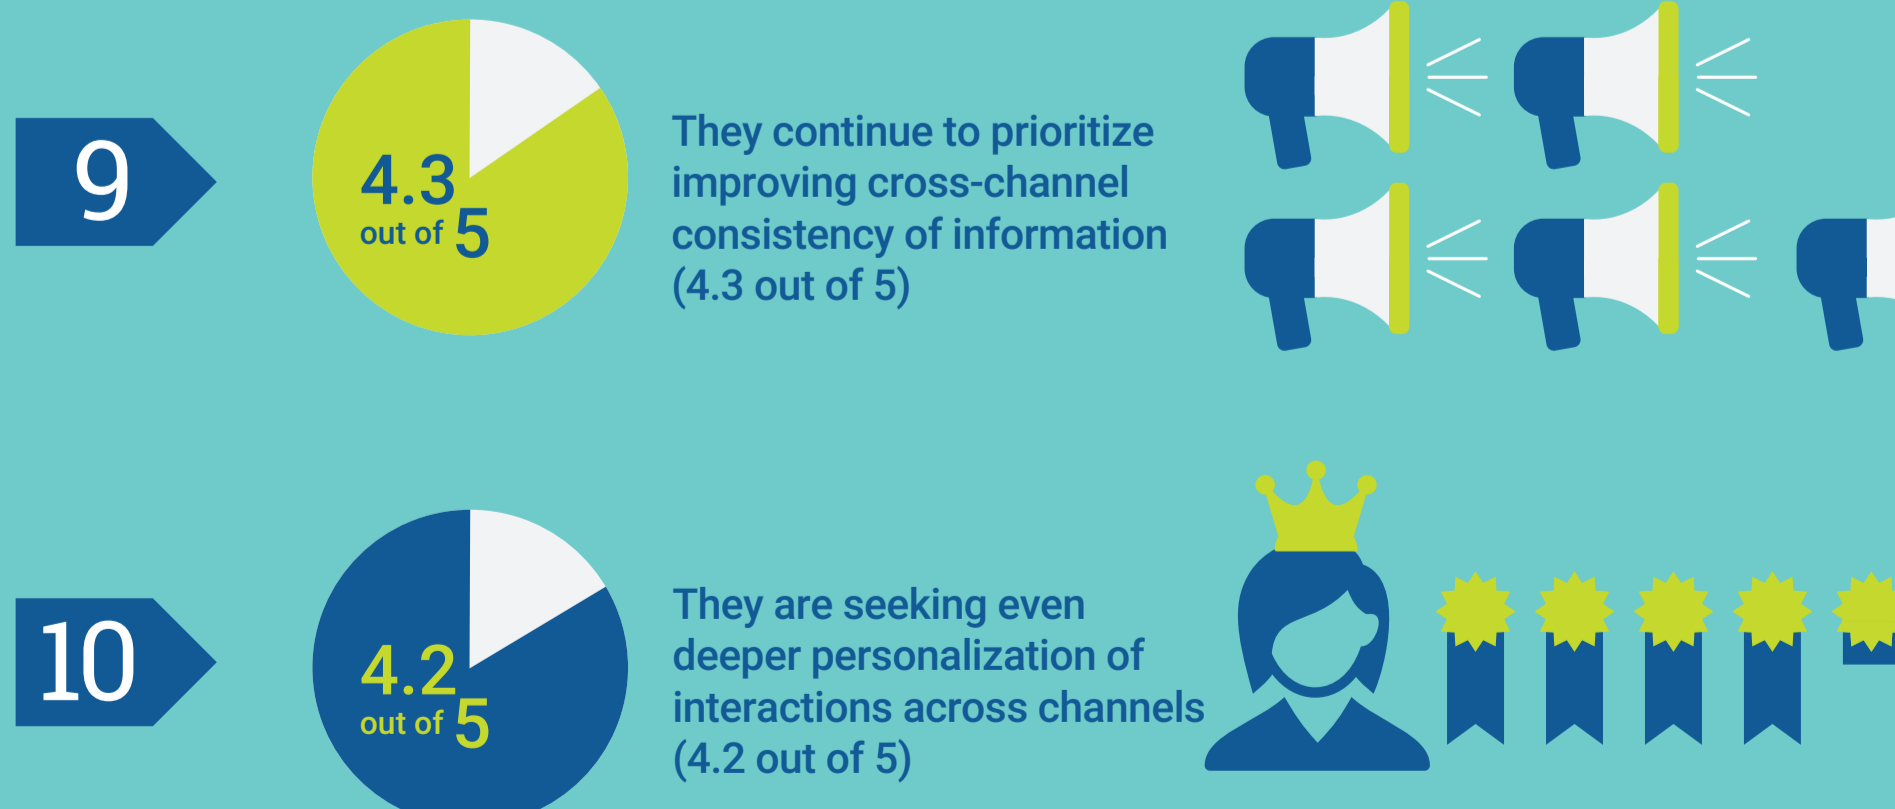 9
4.3
out of 5
They continue to prioritize
improving cross-channel
consistency of information
(4.3 out of 5)
10
4.2
out of 5
They are seeking even
deeper personalization of
interactions across channels
(4.2 out of 5)